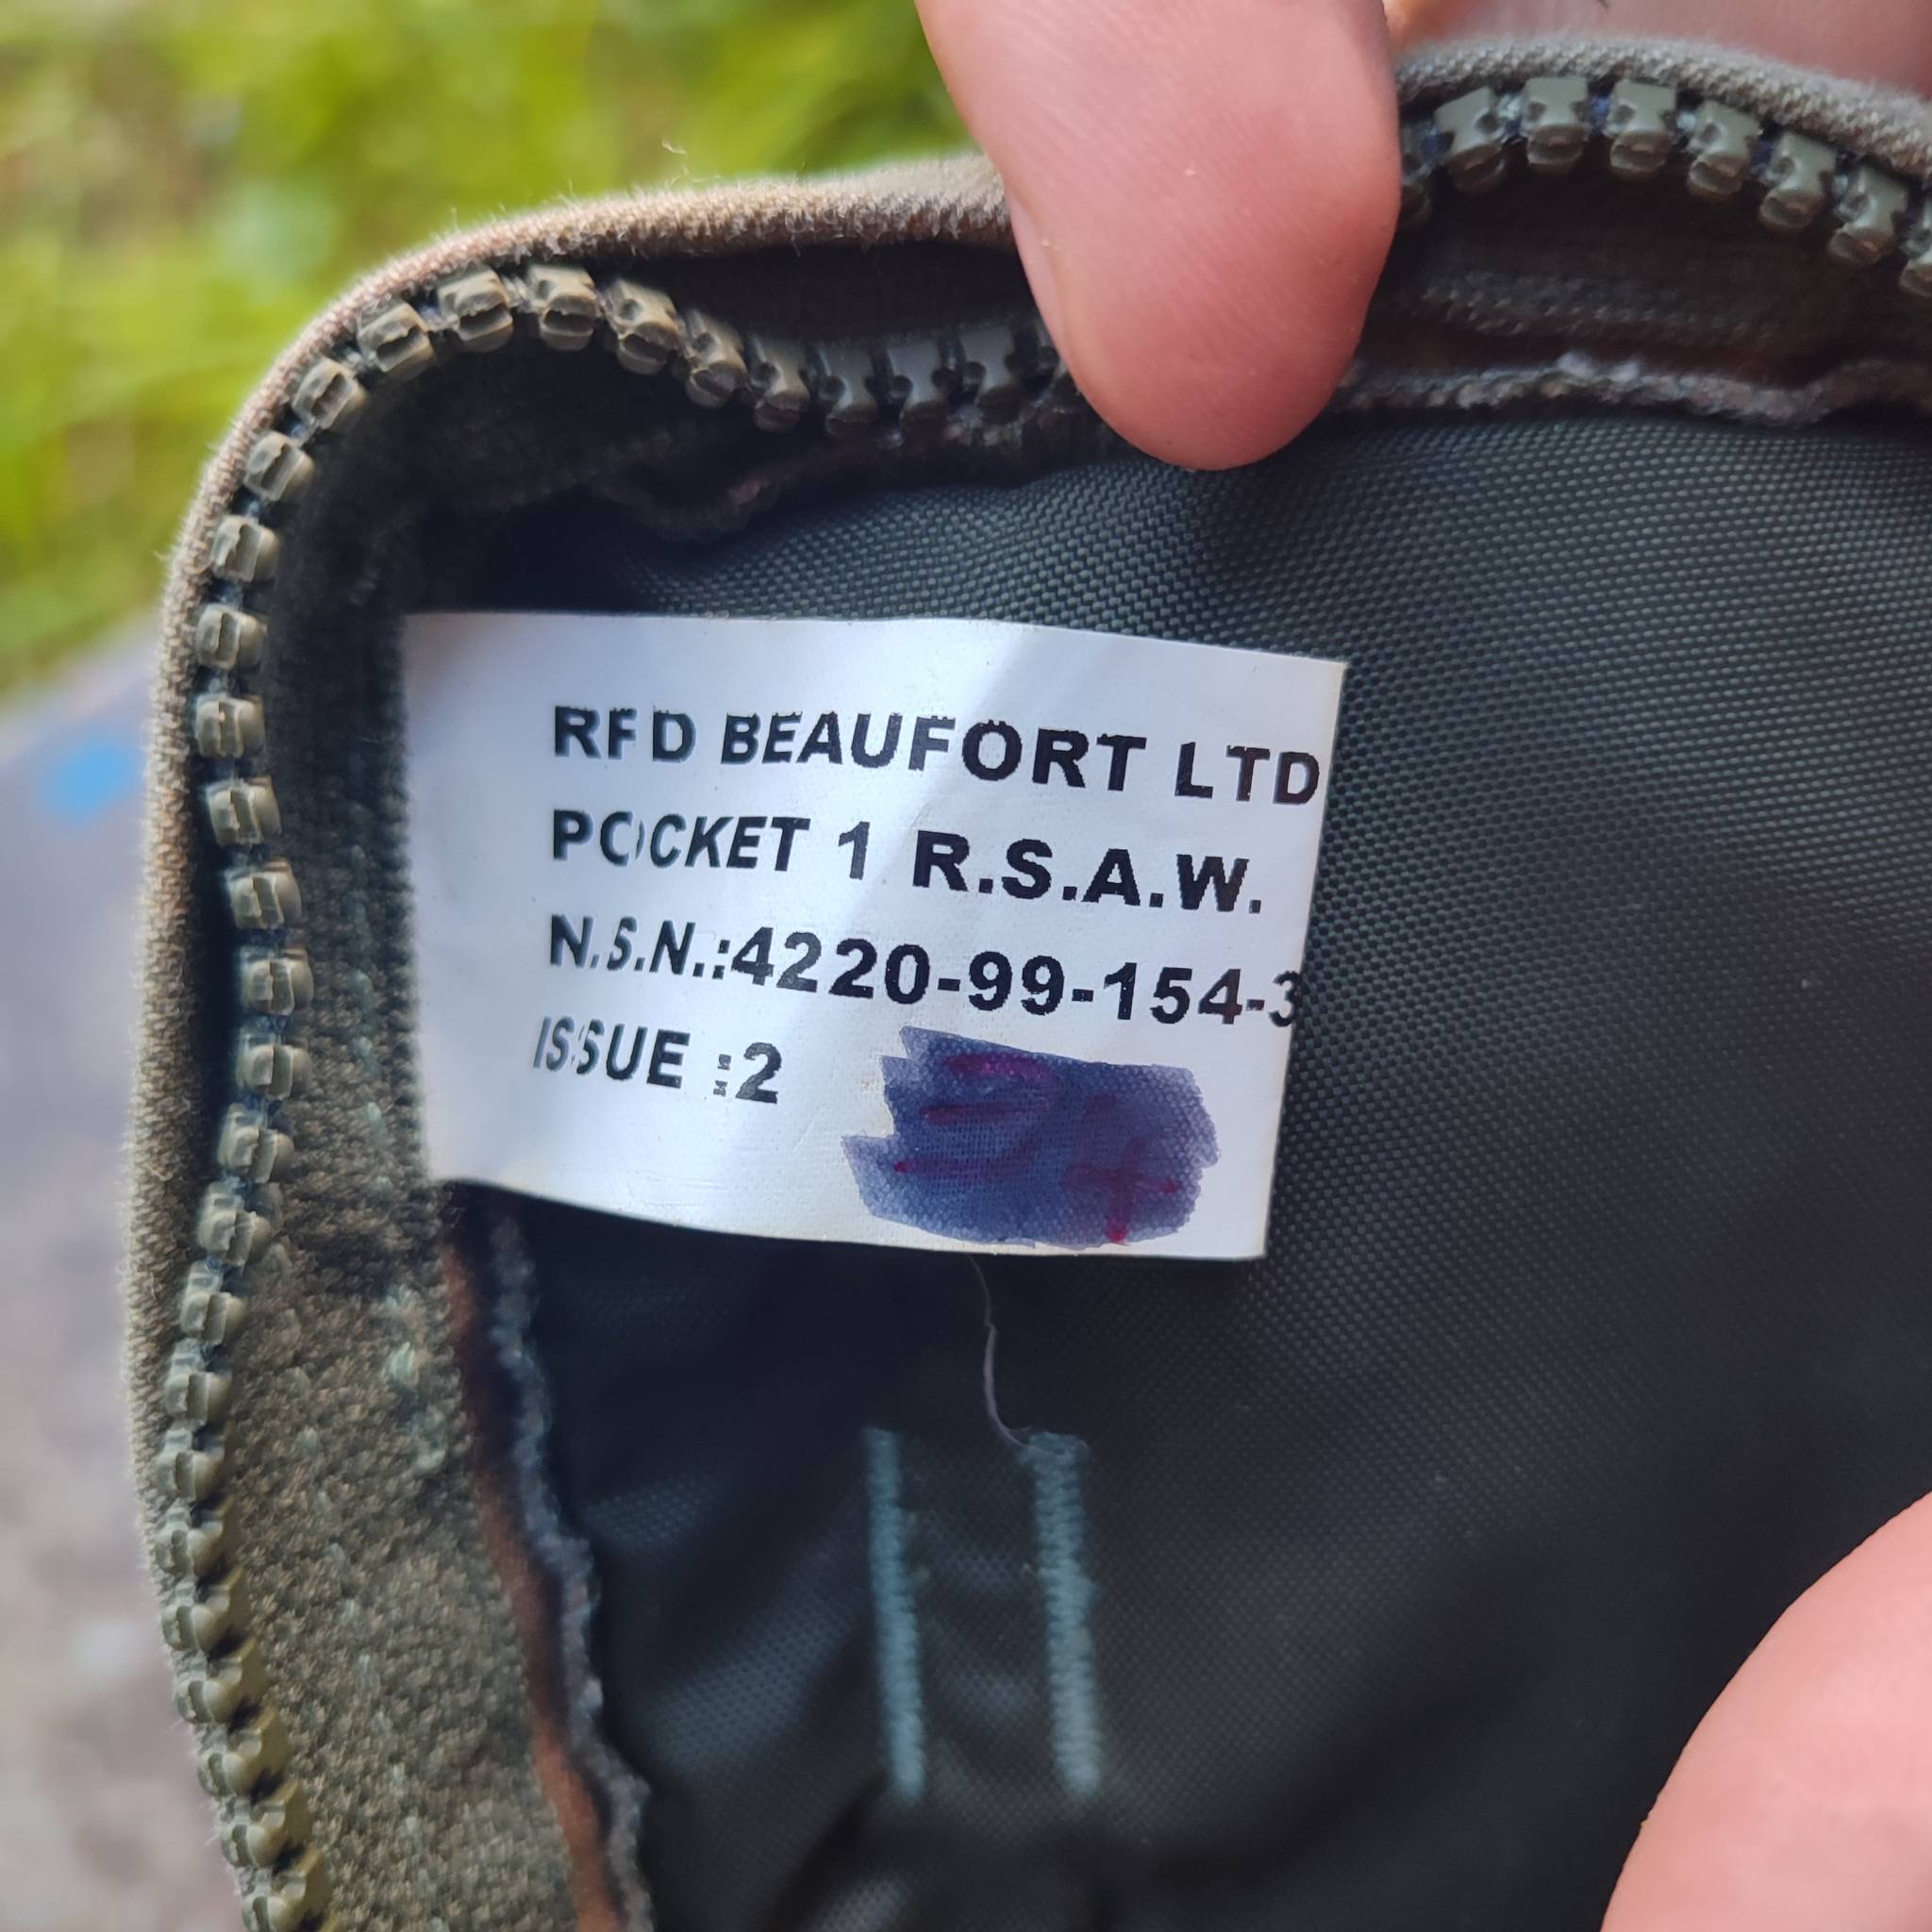 RFD BEAUFORT LTD
POCKET 1 R.S.A.W.
N.S.N.:4220-99-154-3
ISSUE :2